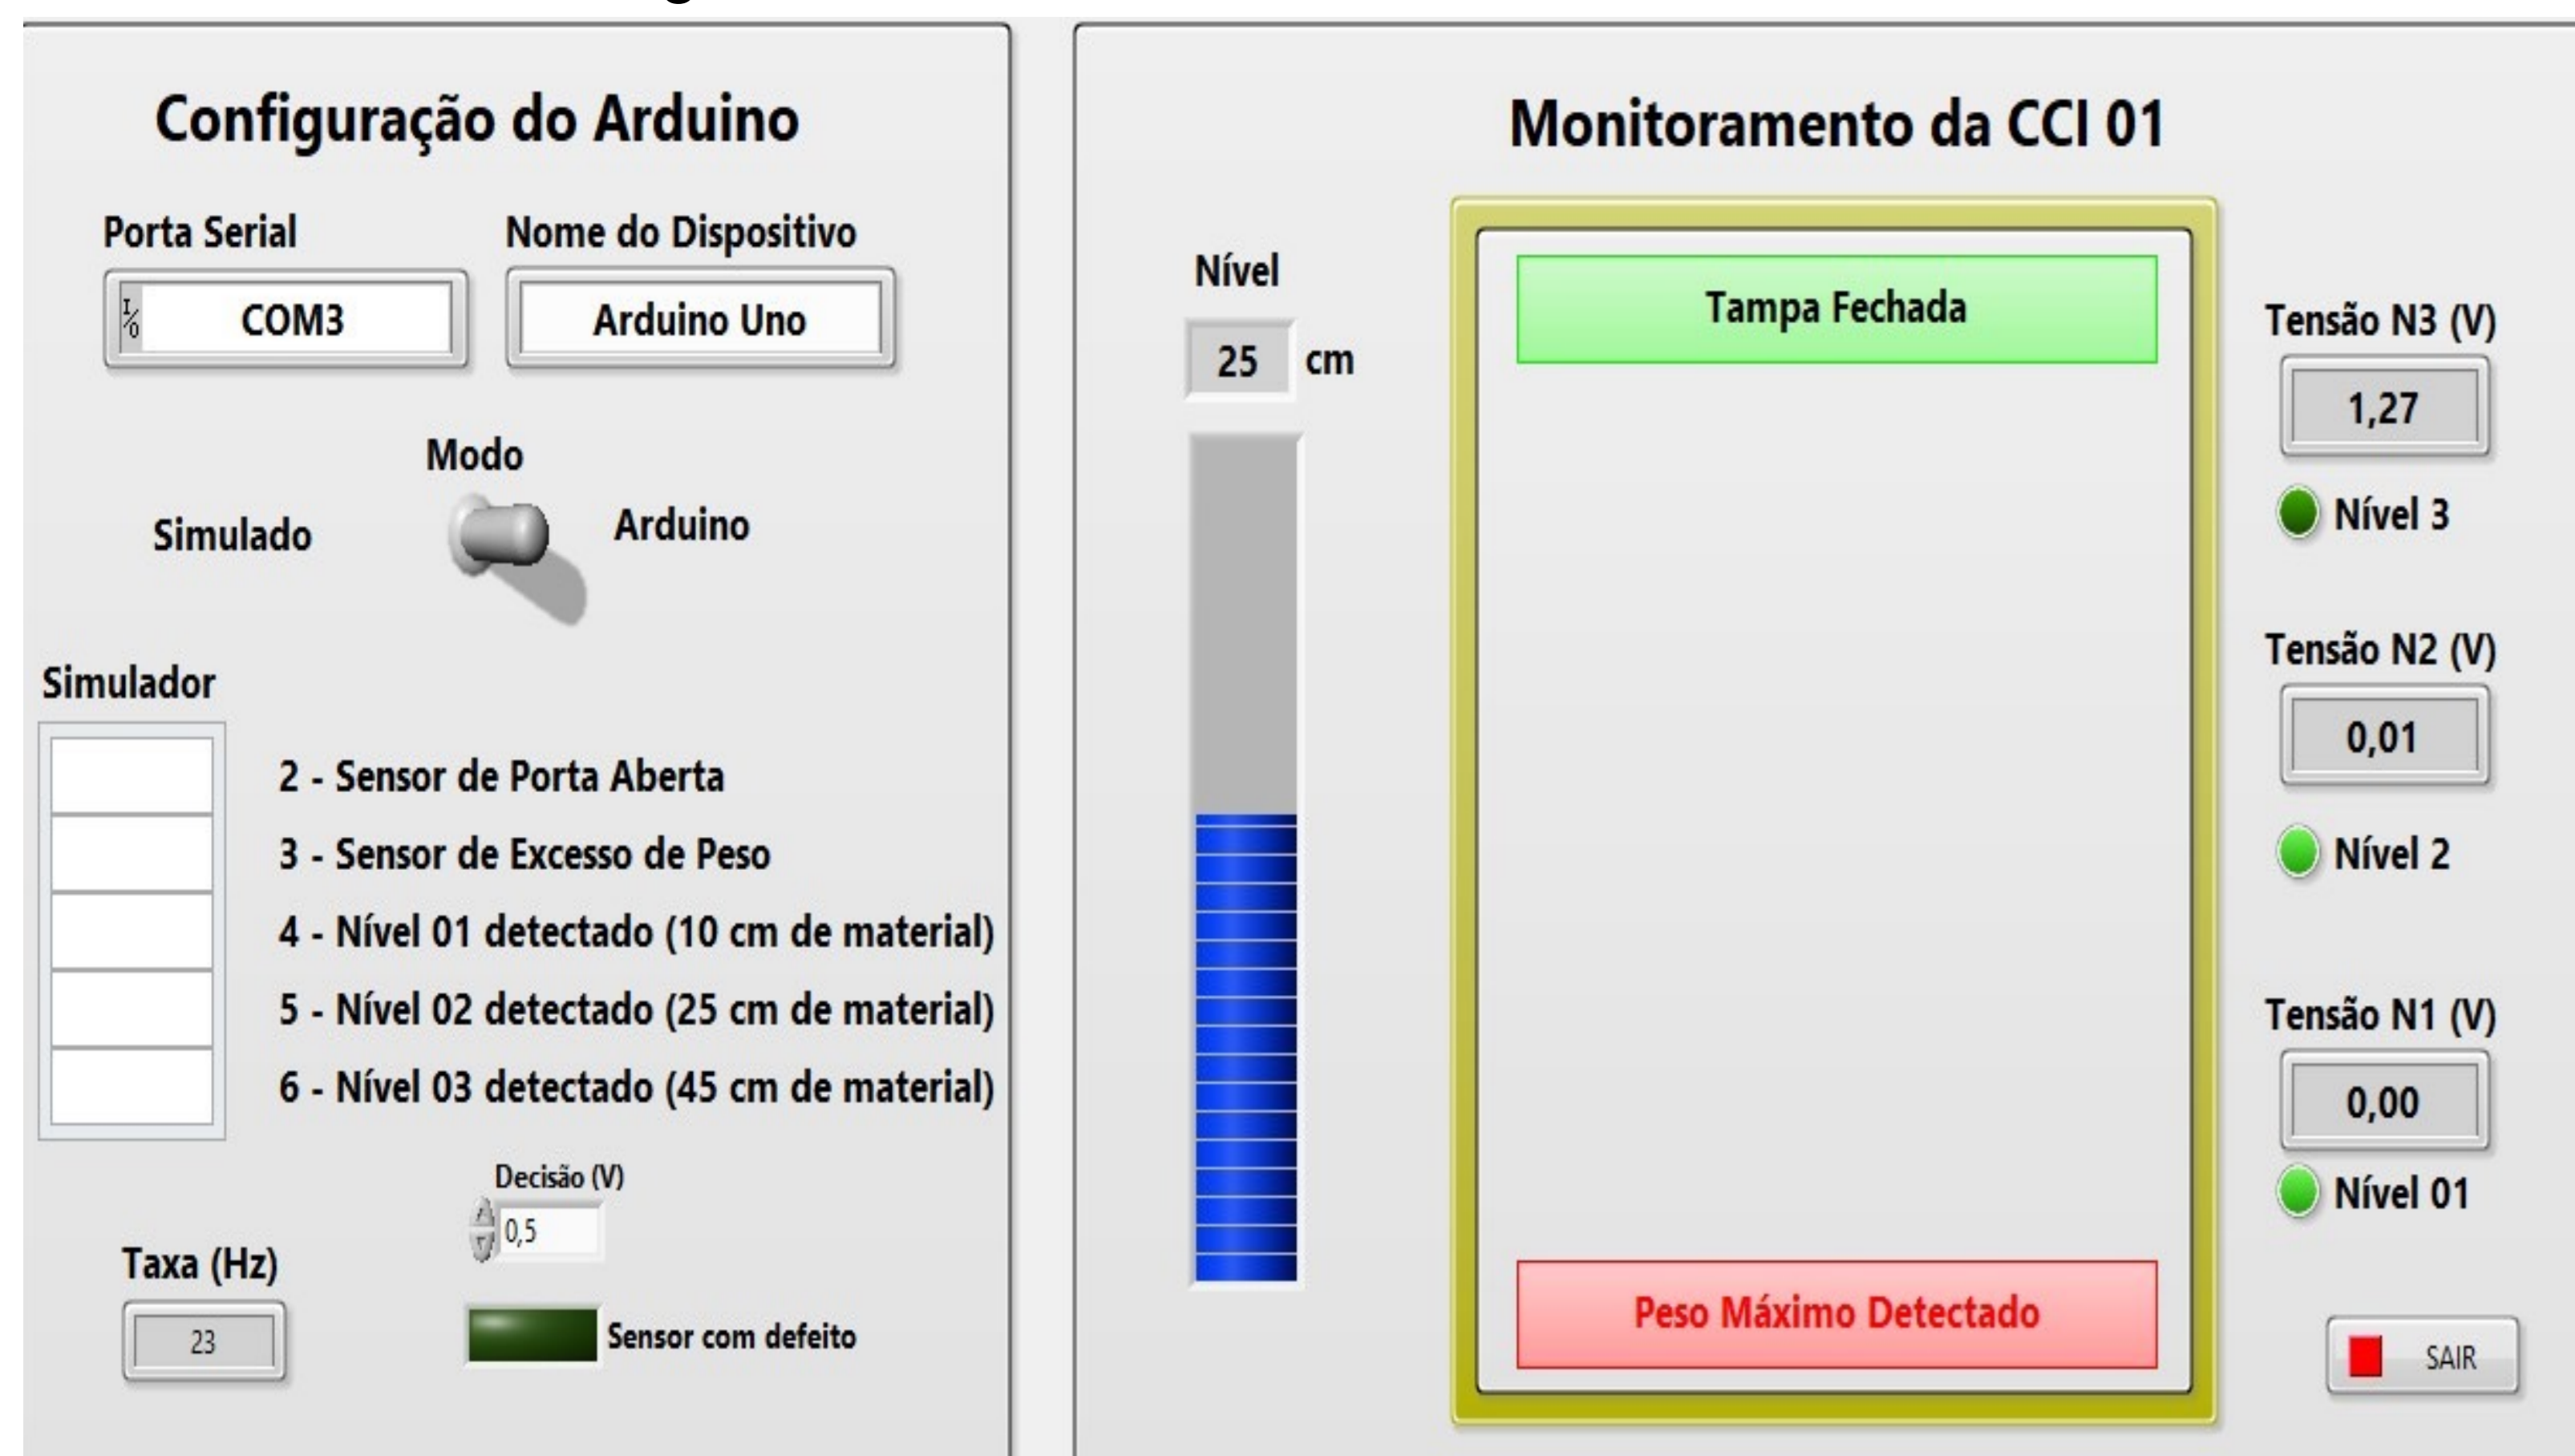 Configuração do Arduino
Porta Serial
Nome do Dispositivo
I/O COM3
Arduino Uno
Modo
Simulado
Arduino
Simulador
2 - Sensor de Porta Aberta
3 - Sensor de Excesso de Peso
4 - Nível 01 detectado (10 cm de material)
5 - Nível 02 detectado (25 cm de material)
6 - Nível 03 detectado (45 cm de material)
Decisão (V)
0,5
Taxa (Hz)
23
Sensor com defeito
Monitoramento da CCI 01
Nível
25 cm
Tampa Fechada
Peso Máximo Detectado
Tensão N3 (V)
1,27
Nível 3
Tensão N2 (V)
0,01
Nível 2
Tensão N1 (V)
0,00
Nível 01
SAIR